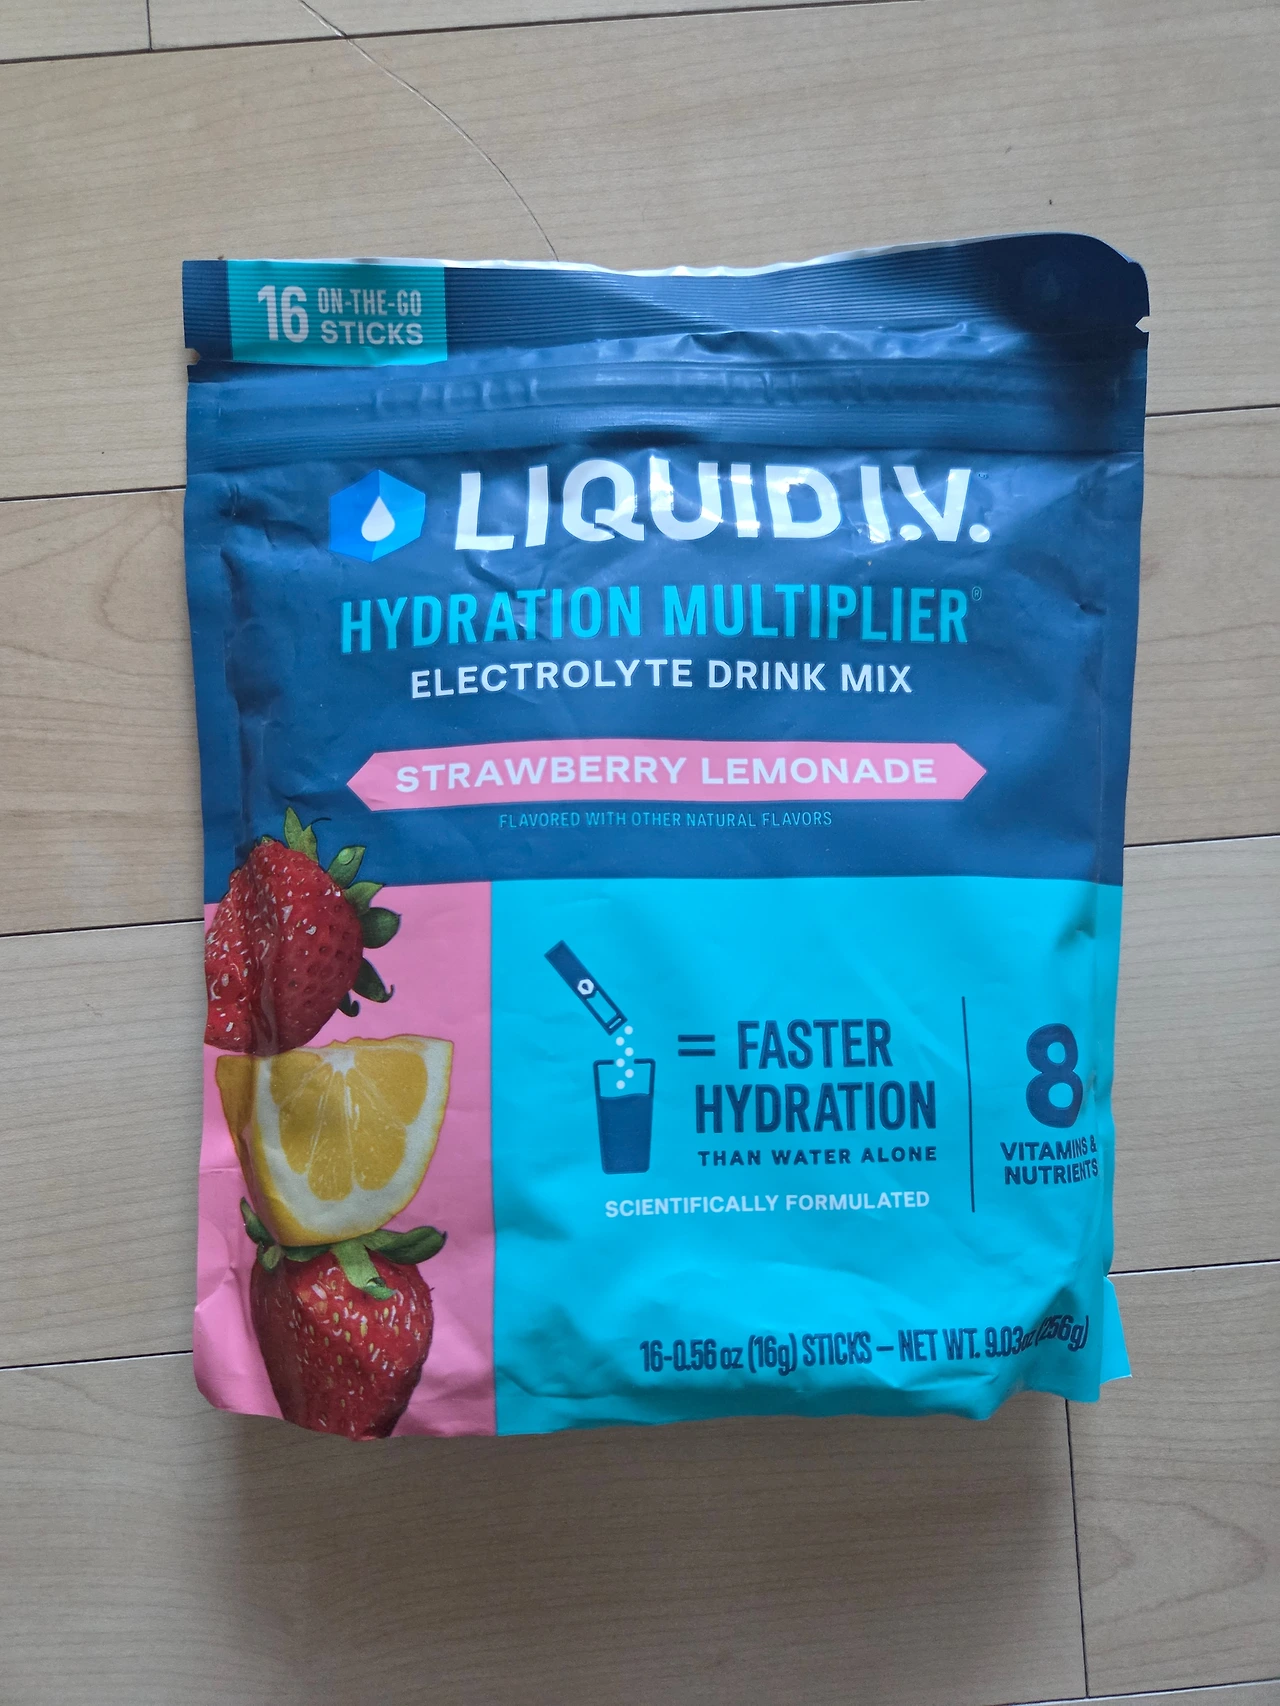 16 ON-THE-GO
STICKS
LIQUID I.V.
HYDRATION MULTIPLIER®
ELECTROLYTE DRINK MIX
STRAWBERRY LEMONADE
FLAVORED WITH OTHER NATURAL FLAVORS
= FASTER
HYDRATION
THAN WATER ALONE
SCIENTIFICALLY FORMULATED
8
VITAMINS &
NUTRIENTS
16-0.56 oz (16g) STICKS – NET WT. 9.03oz (256g)